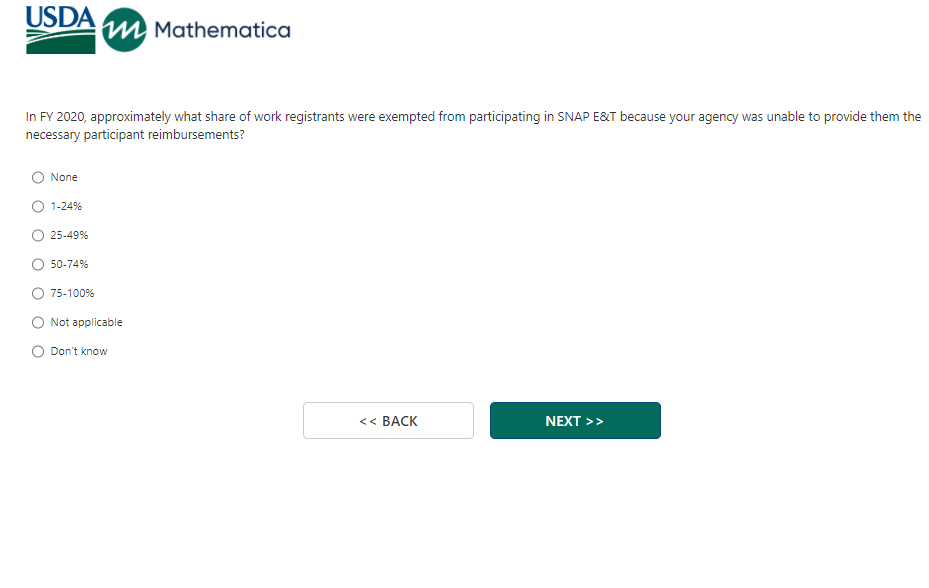 USDA
m Mathematica
In FY 2020, approximately what share of work registrants were exempted from participating in SNAP E&T because your agency was unable to provide them the
necessary participant reimbursements?
None
1-24%
25-49%
50-74%
75-100%
Not applicable
Don't know
<< BACK
NEXT >>